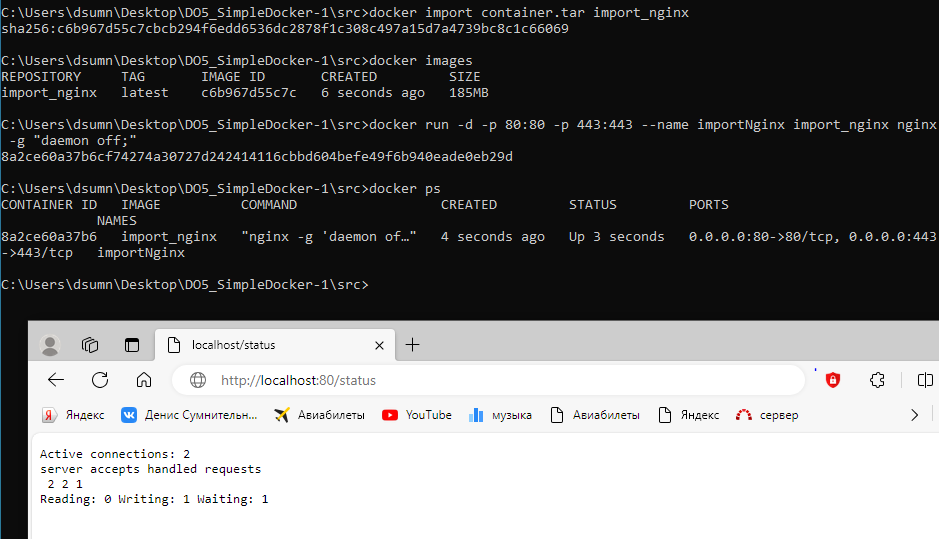 C:\Users\dsumn\Desktop\DO5_SimpleDocker-1\src>docker import container.tar import_nginx
sha256:c6b967d55c7cbcb294f6edd6536dc2878f1c308c497a15d7a4739bc8c1c66069
C:\Users\dsumn\Desktop\DO5_SimpleDocker-1\src>docker images
REPOSITORY     TAG       IMAGE ID       CREATED         SIZE
import_nginx   latest    c6b967d55c7c   6 seconds ago   185MB
C:\Users\dsumn\Desktop\DO5_SimpleDocker-1\src>docker run -d -p 80:80 -p 443:443 --name importNginx import_nginx nginx
 -g "daemon off;"
8a2ce60a37b6cf74274a30727d242414116cbbd604befe49f6b940eade0eb29d
C:\Users\dsumn\Desktop\DO5_SimpleDocker-1\src>docker ps
CONTAINER ID   IMAGE          COMMAND                  CREATED         STATUS         PORTS
            NAMES
8a2ce60a37b6   import_nginx   "nginx -g 'daemon of…"   4 seconds ago   Up 3 seconds   0.0.0.0:80->80/tcp, 0.0.0.0:443
->443/tcp   importNginx
C:\Users\dsumn\Desktop\DO5_SimpleDocker-1\src>
localhost/status
http://localhost:80/status
Яндекс Денис Сумнительн... Авиабилеты YouTube музыка Авиабилеты Яндекс сервер
Active connections: 2
server accepts handled requests
 2 2 1
Reading: 0 Writing: 1 Waiting: 1